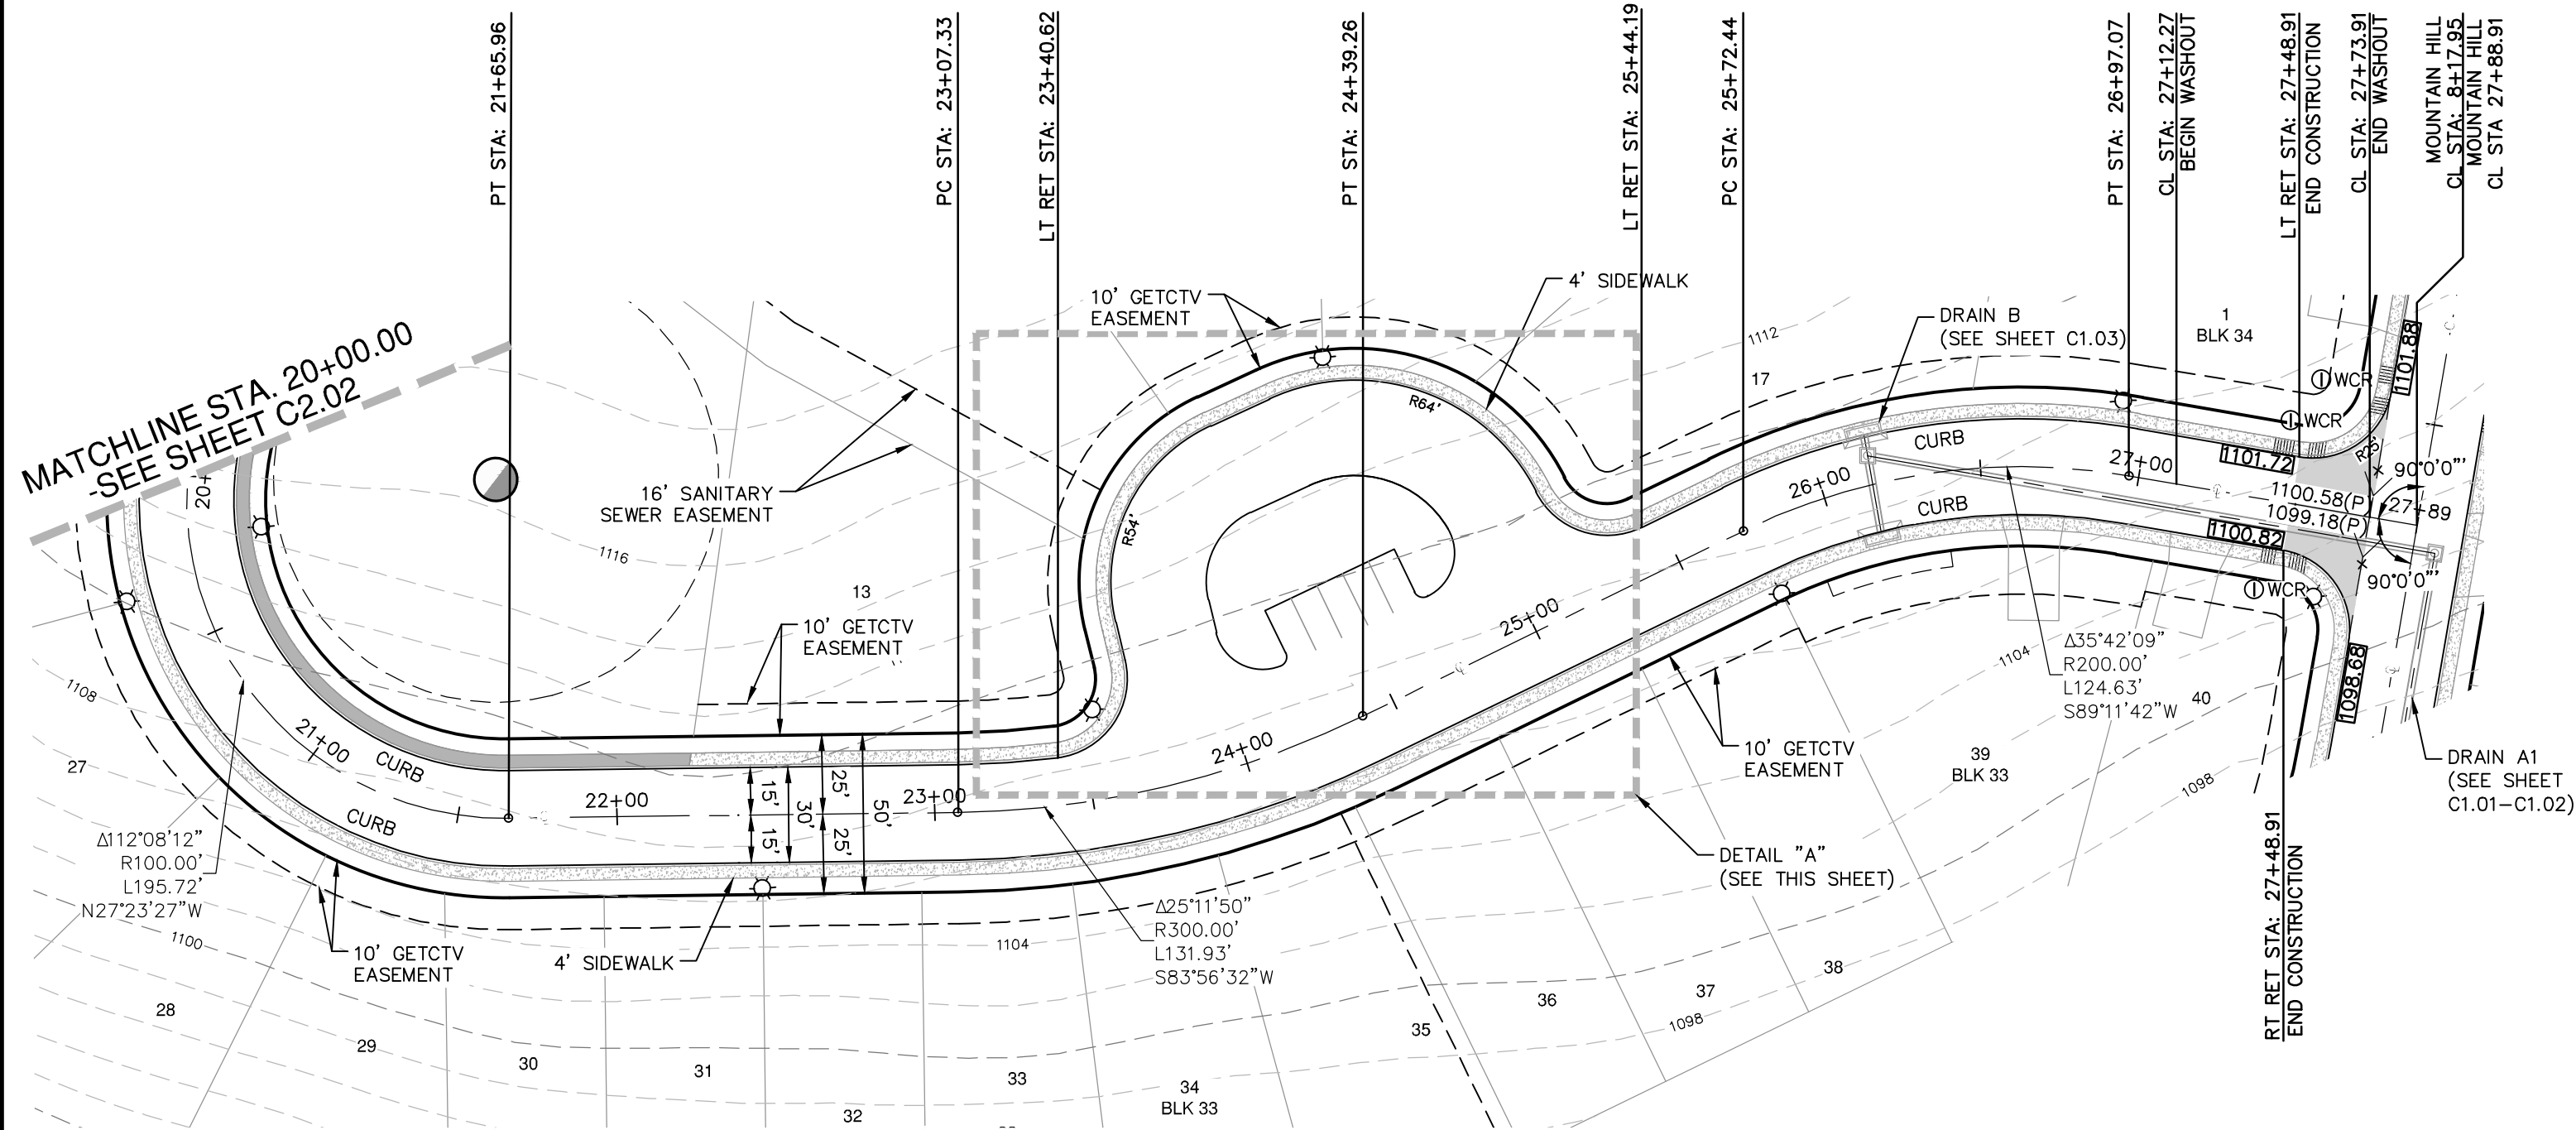 PT STA: 21+65.96
PC STA: 23+07.33
LT RET STA: 23+40.62
PT STA: 24+39.26
LT RET STA: 25+44.19
PC STA: 25+72.44
PT STA: 26+97.07
CL STA: 27+12.27
BEGIN WASHOUT
LT RET STA: 27+48.91
END CONSTRUCTION
CL STA: 27+73.91
END WASHOUT
MOUNTAIN HILL
CL STA: 8+17.95
MOUNTAIN HILL
CL STA 27+88.91
MATCHLINE STA. 20+00.00
-SEE SHEET C2.02
20+
10' GETCTV
EASEMENT
4' SIDEWALK
DRAIN B
(SEE SHEET C1.03)
1
BLK 34
1112
17
1101.88
WCR
WCR
R64'
R54'
R25'
CURB
CURB
1101.72
27+00
26+00
90°0'0"
1100.58(P)
1099.18(P)
27+89
1100.82
90°0'0"
WCR
16' SANITARY
SEWER EASEMENT
1116
13
10' GETCTV
EASEMENT
25+00
24+00
1108
21+00
CURB
CURB
22+00
23+00
15'
15'
30'
25'
25'
50'
27
Δ112°08'12"
R100.00'
L195.72'
N27°23'27"W
Δ35°42'09"
R200.00'
L124.63'
S89°11'42"W
1104
40
1098.68
10' GETCTV
EASEMENT
39
BLK 33
1098
DRAIN A1
(SEE SHEET
C1.01-C1.02)
DETAIL "A"
(SEE THIS SHEET)
RT RET STA: 27+48.91
END CONSTRUCTION
Δ25°11'50"
R300.00'
L131.93'
S83°56'32"W
1100
10' GETCTV
EASEMENT
4' SIDEWALK
1104
28
29
30
31
32
33
34
BLK 33
35
36
37
38
1098